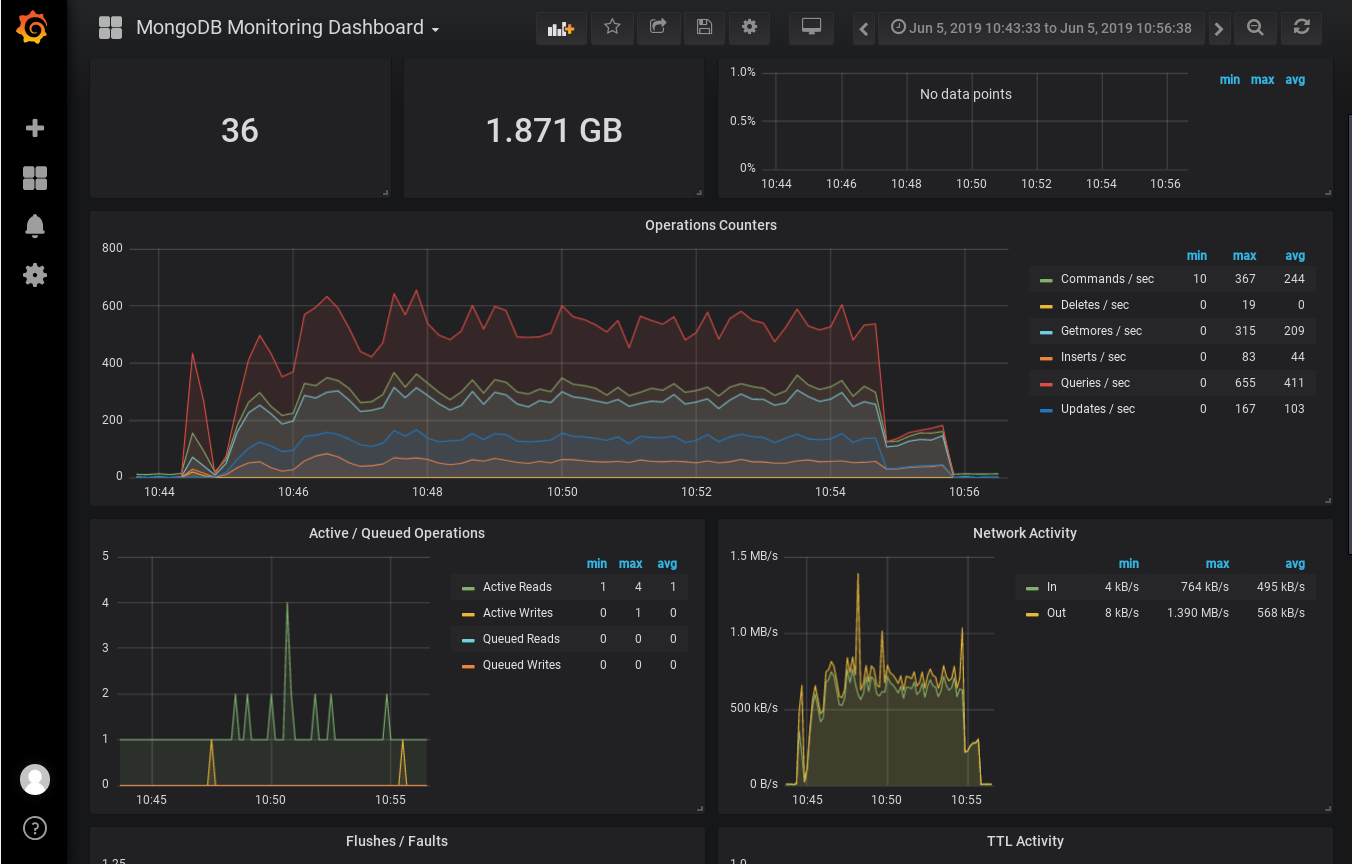 MongoDB Monitoring Dashboard
Jun 5, 2019 10:43:33 to Jun 5, 2019 10:56:38
36
1.871 GB
1.0%
0.5%
0%
No data points
min max avg
10:44 10:46 10:48 10:50 10:52 10:54 10:56
Operations Counters
800
600
400
200
0
10:44 10:46 10:48 10:50 10:52 10:54 10:56
min max avg
Commands / sec 10 367 244
Deletes / sec 0 19 0
Getmores / sec 0 315 209
Inserts / sec 0 83 44
Queries / sec 0 655 411
Updates / sec 0 167 103
Active / Queued Operations
5
4
3
2
1
0
10:45 10:50 10:55
min max avg
Active Reads 1 4 1
Active Writes 0 1 0
Queued Reads 0 0 0
Queued Writes 0 0 0
Network Activity
1.5 MB/s
1.0 MB/s
500 kB/s
0 B/s
10:45 10:50 10:55
min max avg
In 4 kB/s 764 kB/s 495 kB/s
Out 8 kB/s 1.390 MB/s 568 kB/s
Flushes / Faults
1.25
TTL Activity
1.0
?